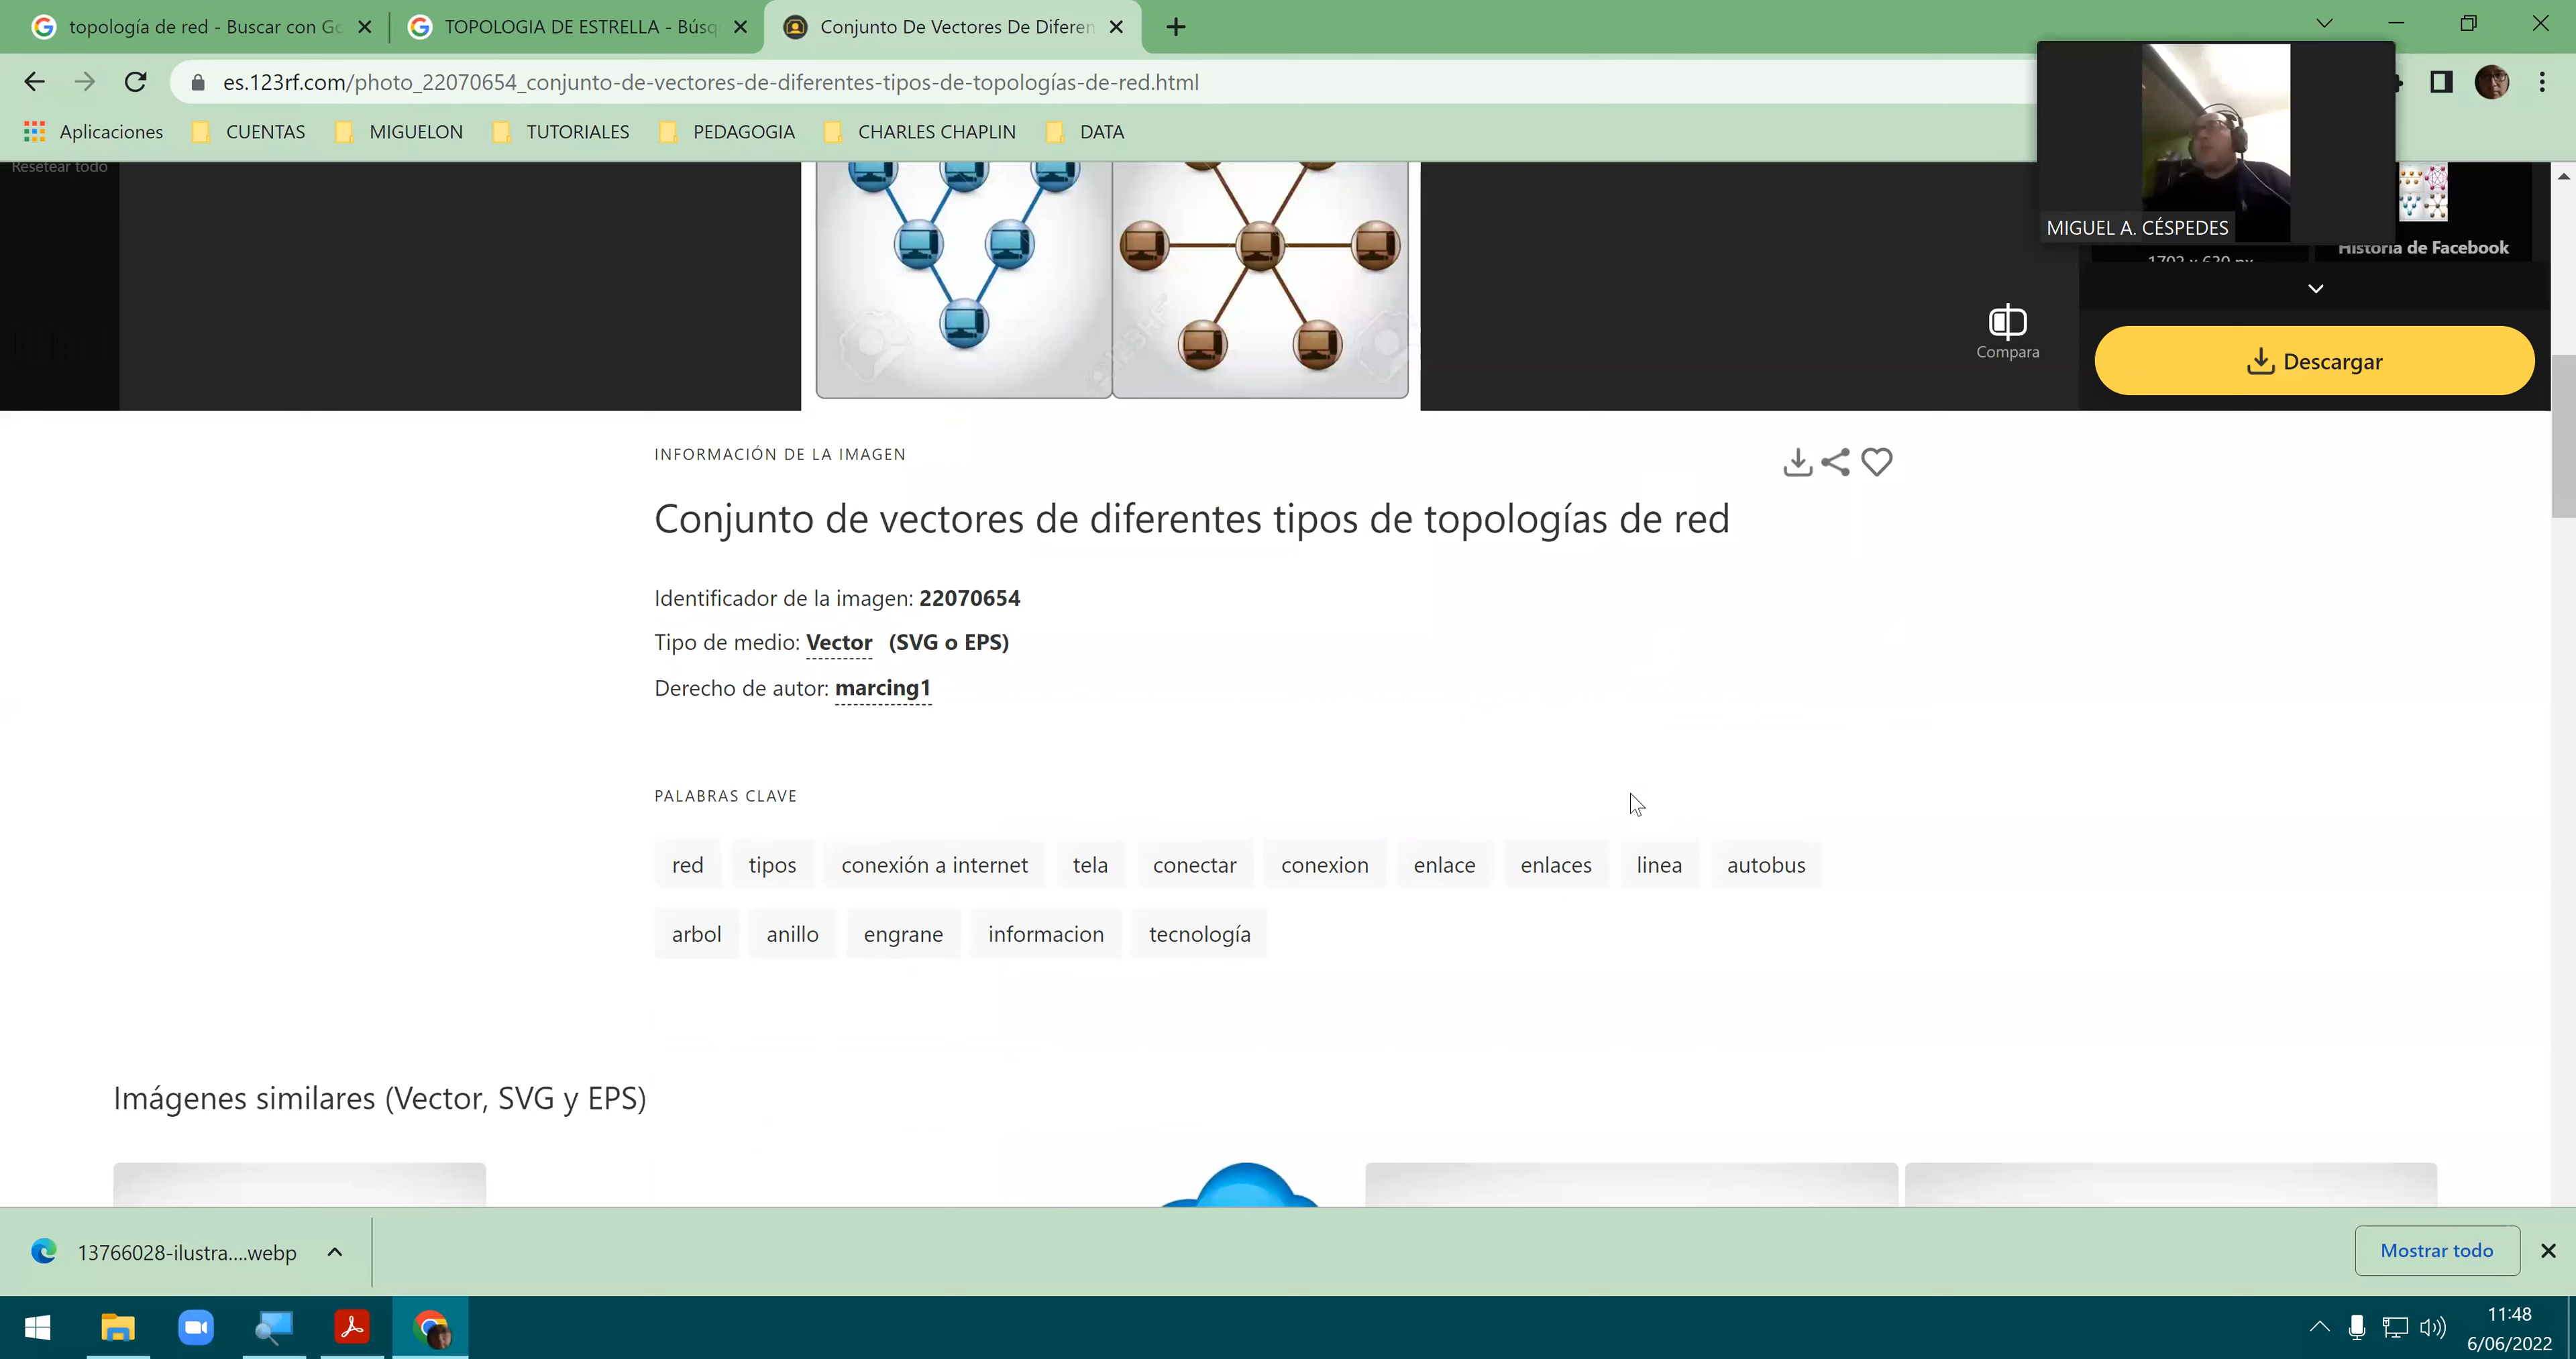 topología de red - Buscar con Go
TOPOLOGIA DE ESTRELLA - Búsq
Conjunto De Vectores De Diferen
es.123rf.com/photo_22070654_conjunto-de-vectores-de-diferentes-tipos-de-topologías-de-red.html
Aplicaciones CUENTAS MIGUELON TUTORIALES PEDAGOGIA CHARLES CHAPLIN DATA
Resetear todo
MIGUEL A. CÉSPEDES
Historia de Facebook
1702 x 630 px
Compara
Descargar
INFORMACIÓN DE LA IMAGEN
Conjunto de vectores de diferentes tipos de topologías de red
Identificador de la imagen: 22070654
Tipo de medio: Vector (SVG o EPS)
Derecho de autor: marcing1
PALABRAS CLAVE
red tipos conexión a internet tela conectar conexion enlace enlaces linea autobus
arbol anillo engrane informacion tecnología
Imágenes similares (Vector, SVG y EPS)
13766028-ilustra....webp
Mostrar todo
11:48
6/06/2022